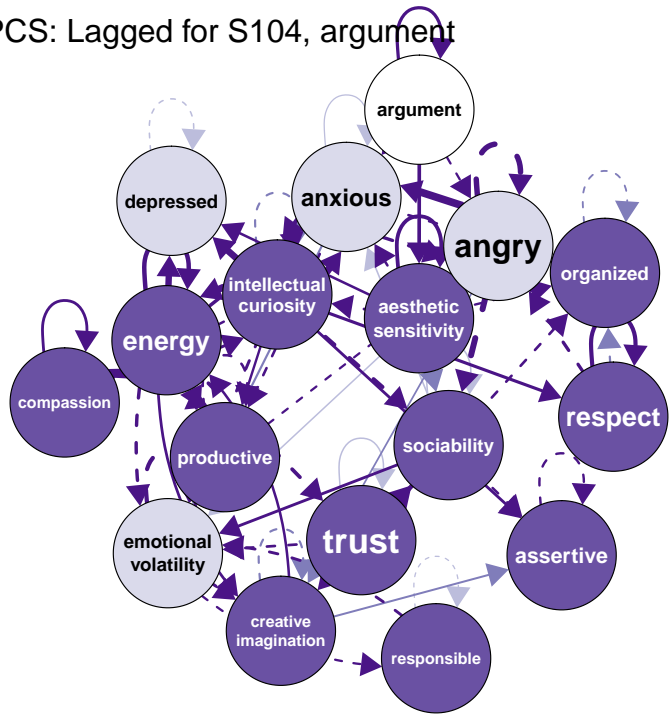 PCS: Lagged for S104, argument
argument
depressed
anxious
angry
organized
intellectual
curiosity
aesthetic
sensitivity
energy
compassion
respect
productive
sociability
emotional
volatility
trust
assertive
creative
imagination
responsible